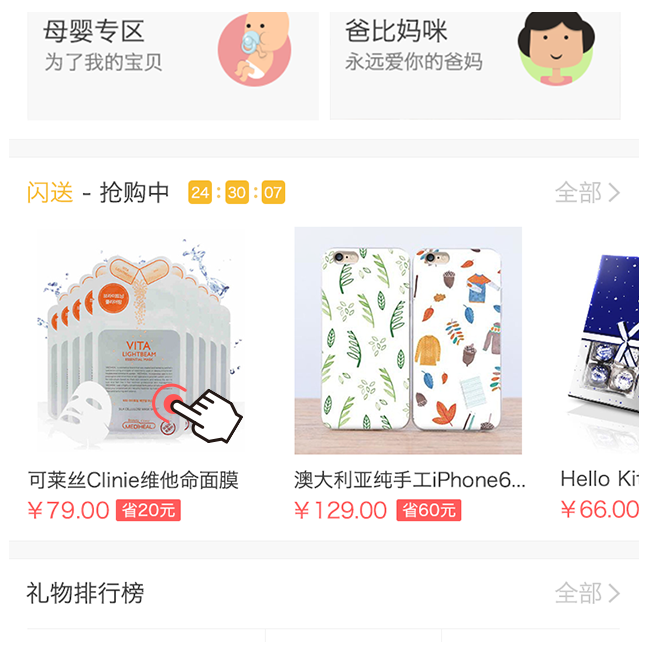 母婴专区
为了我的宝贝
爸比妈咪
永远爱你的爸妈
闪送 - 抢购中 24:30:07
全部
VITA
LIGHTBEAM
ESSENTIAL MASK
MEDIHEAL
可莱丝Clinie维他命面膜
¥79.00 省20元
澳大利亚纯手工iPhone6...
¥129.00 省60元
Hello Ki
¥66.00
礼物排行榜
全部